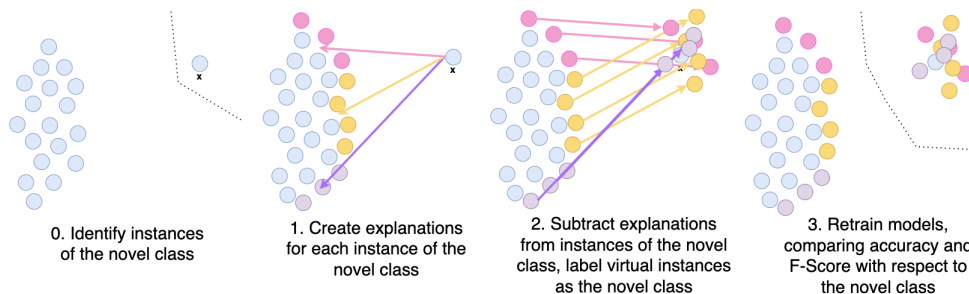 x
0. Identify instances
of the novel class
x
1. Create explanations
for each instance of the
novel class
x
2. Subtract explanations
from instances of the novel
class, label virtual instances
as the novel class
3. Retrain models,
comparing accuracy and
F-Score with respect to
the novel class